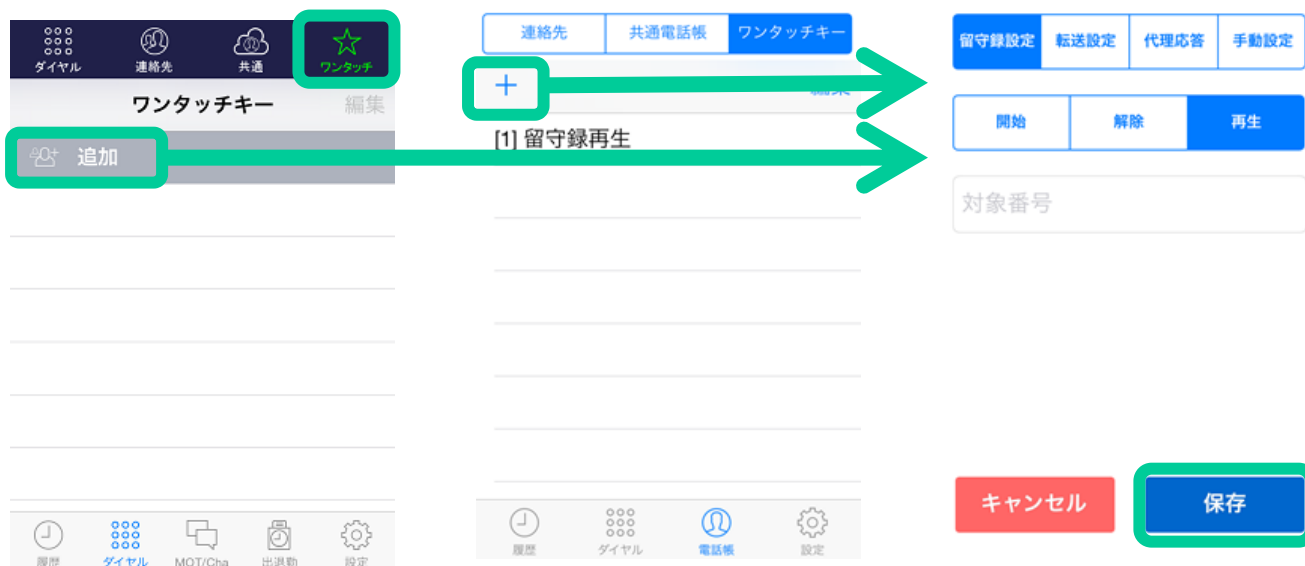 ダイヤル 連絡先 共通 ワンタッチ
ワンタッチキー 編集
追加
履歴 ダイヤル MOT/Cha 出退勤 設定
連絡先 共通電話帳 ワンタッチキー
+ 編集
[1] 留守録再生
履歴 ダイヤル 電話帳 設定
留守録設定 転送設定 代理応答 手動設定
開始 解除 再生
対象番号
キャンセル 保存